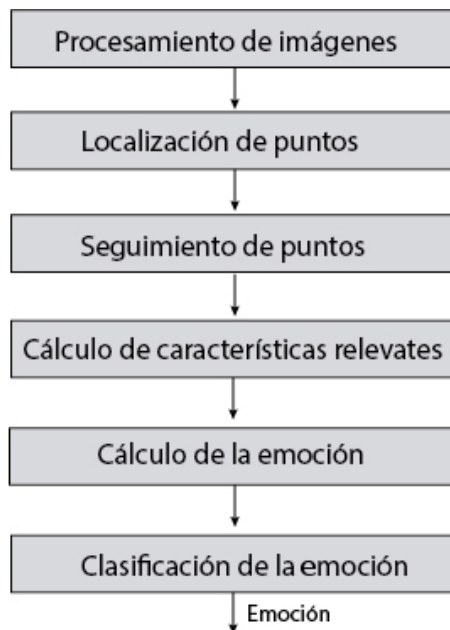 Procesamiento de imágenes
Localización de puntos
Seguimiento de puntos
Cálculo de características relevates
Cálculo de la emoción
Clasificación de la emoción
Emoción